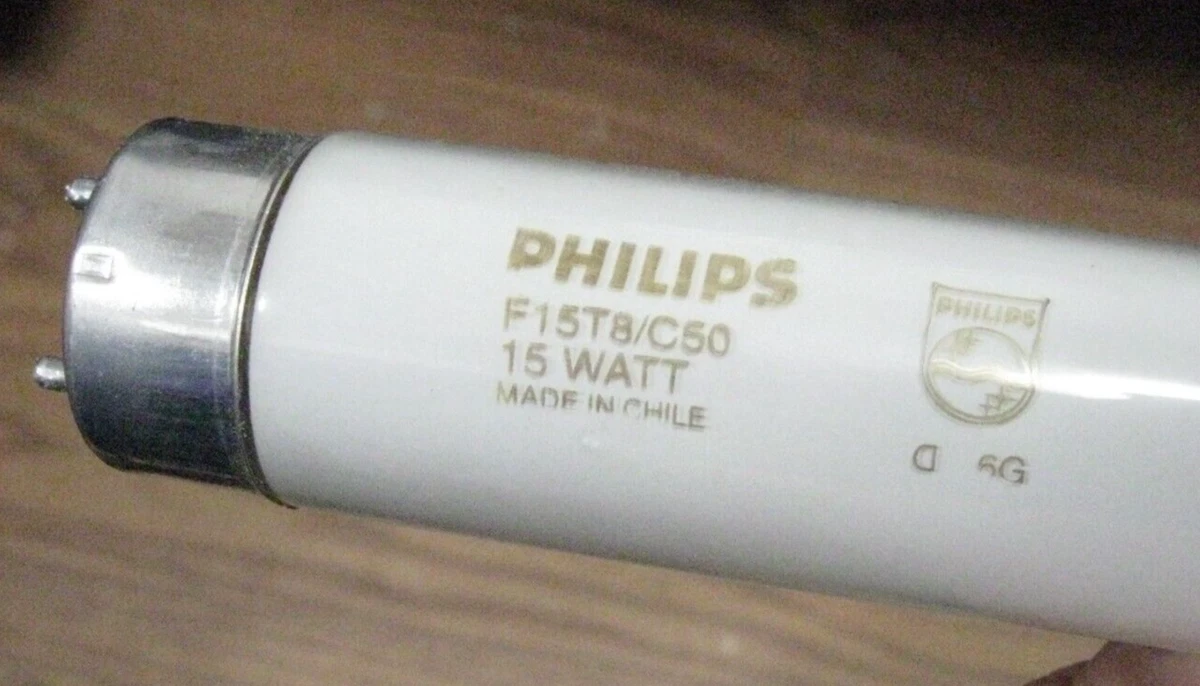 PHILIPS
F15T8/C50
15 WATT
MADE IN CHILE
PHILIPS
6G